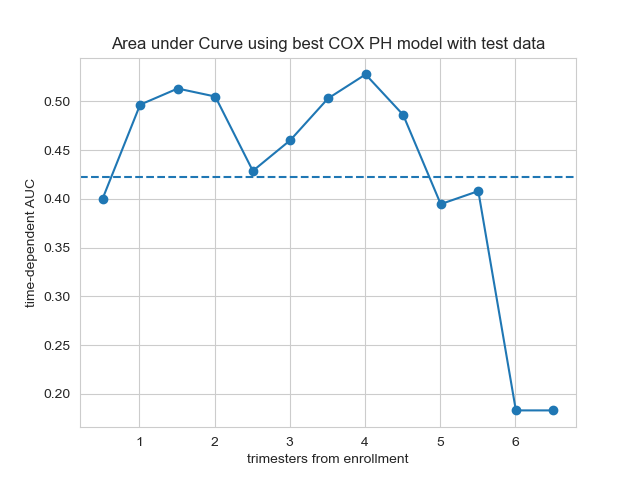 Area under Curve using best COX PH model with test data
time-dependent AUC
0.50
0.45
0.40
0.35
0.30
0.25
0.20
1 2 3 4 5 6
trimesters from enrollment